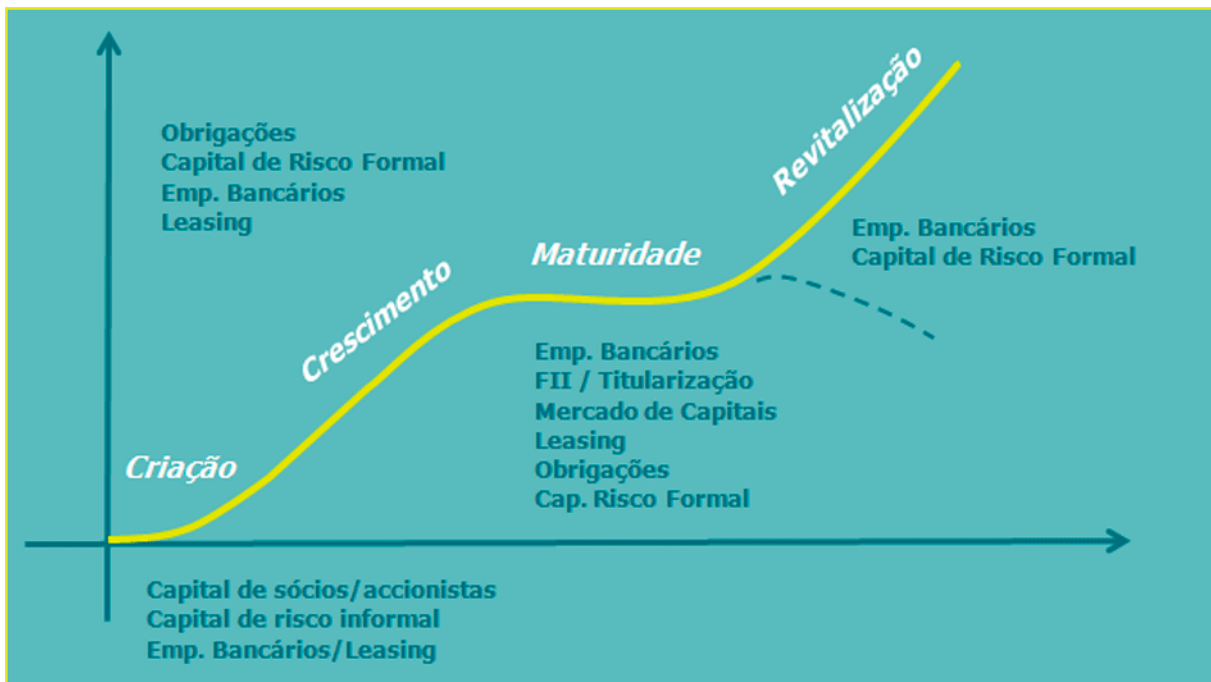 Obrigações
Capital de Risco Formal
Emp. Bancários
Leasing
Revitalização
Emp. Bancários
Capital de Risco Formal
Maturidade
Crescimento
Emp. Bancários
FII / Titularização
Mercado de Capitais
Leasing
Obrigações
Cap. Risco Formal
Criação
Capital de sócios/accionistas
Capital de risco informal
Emp. Bancários/Leasing